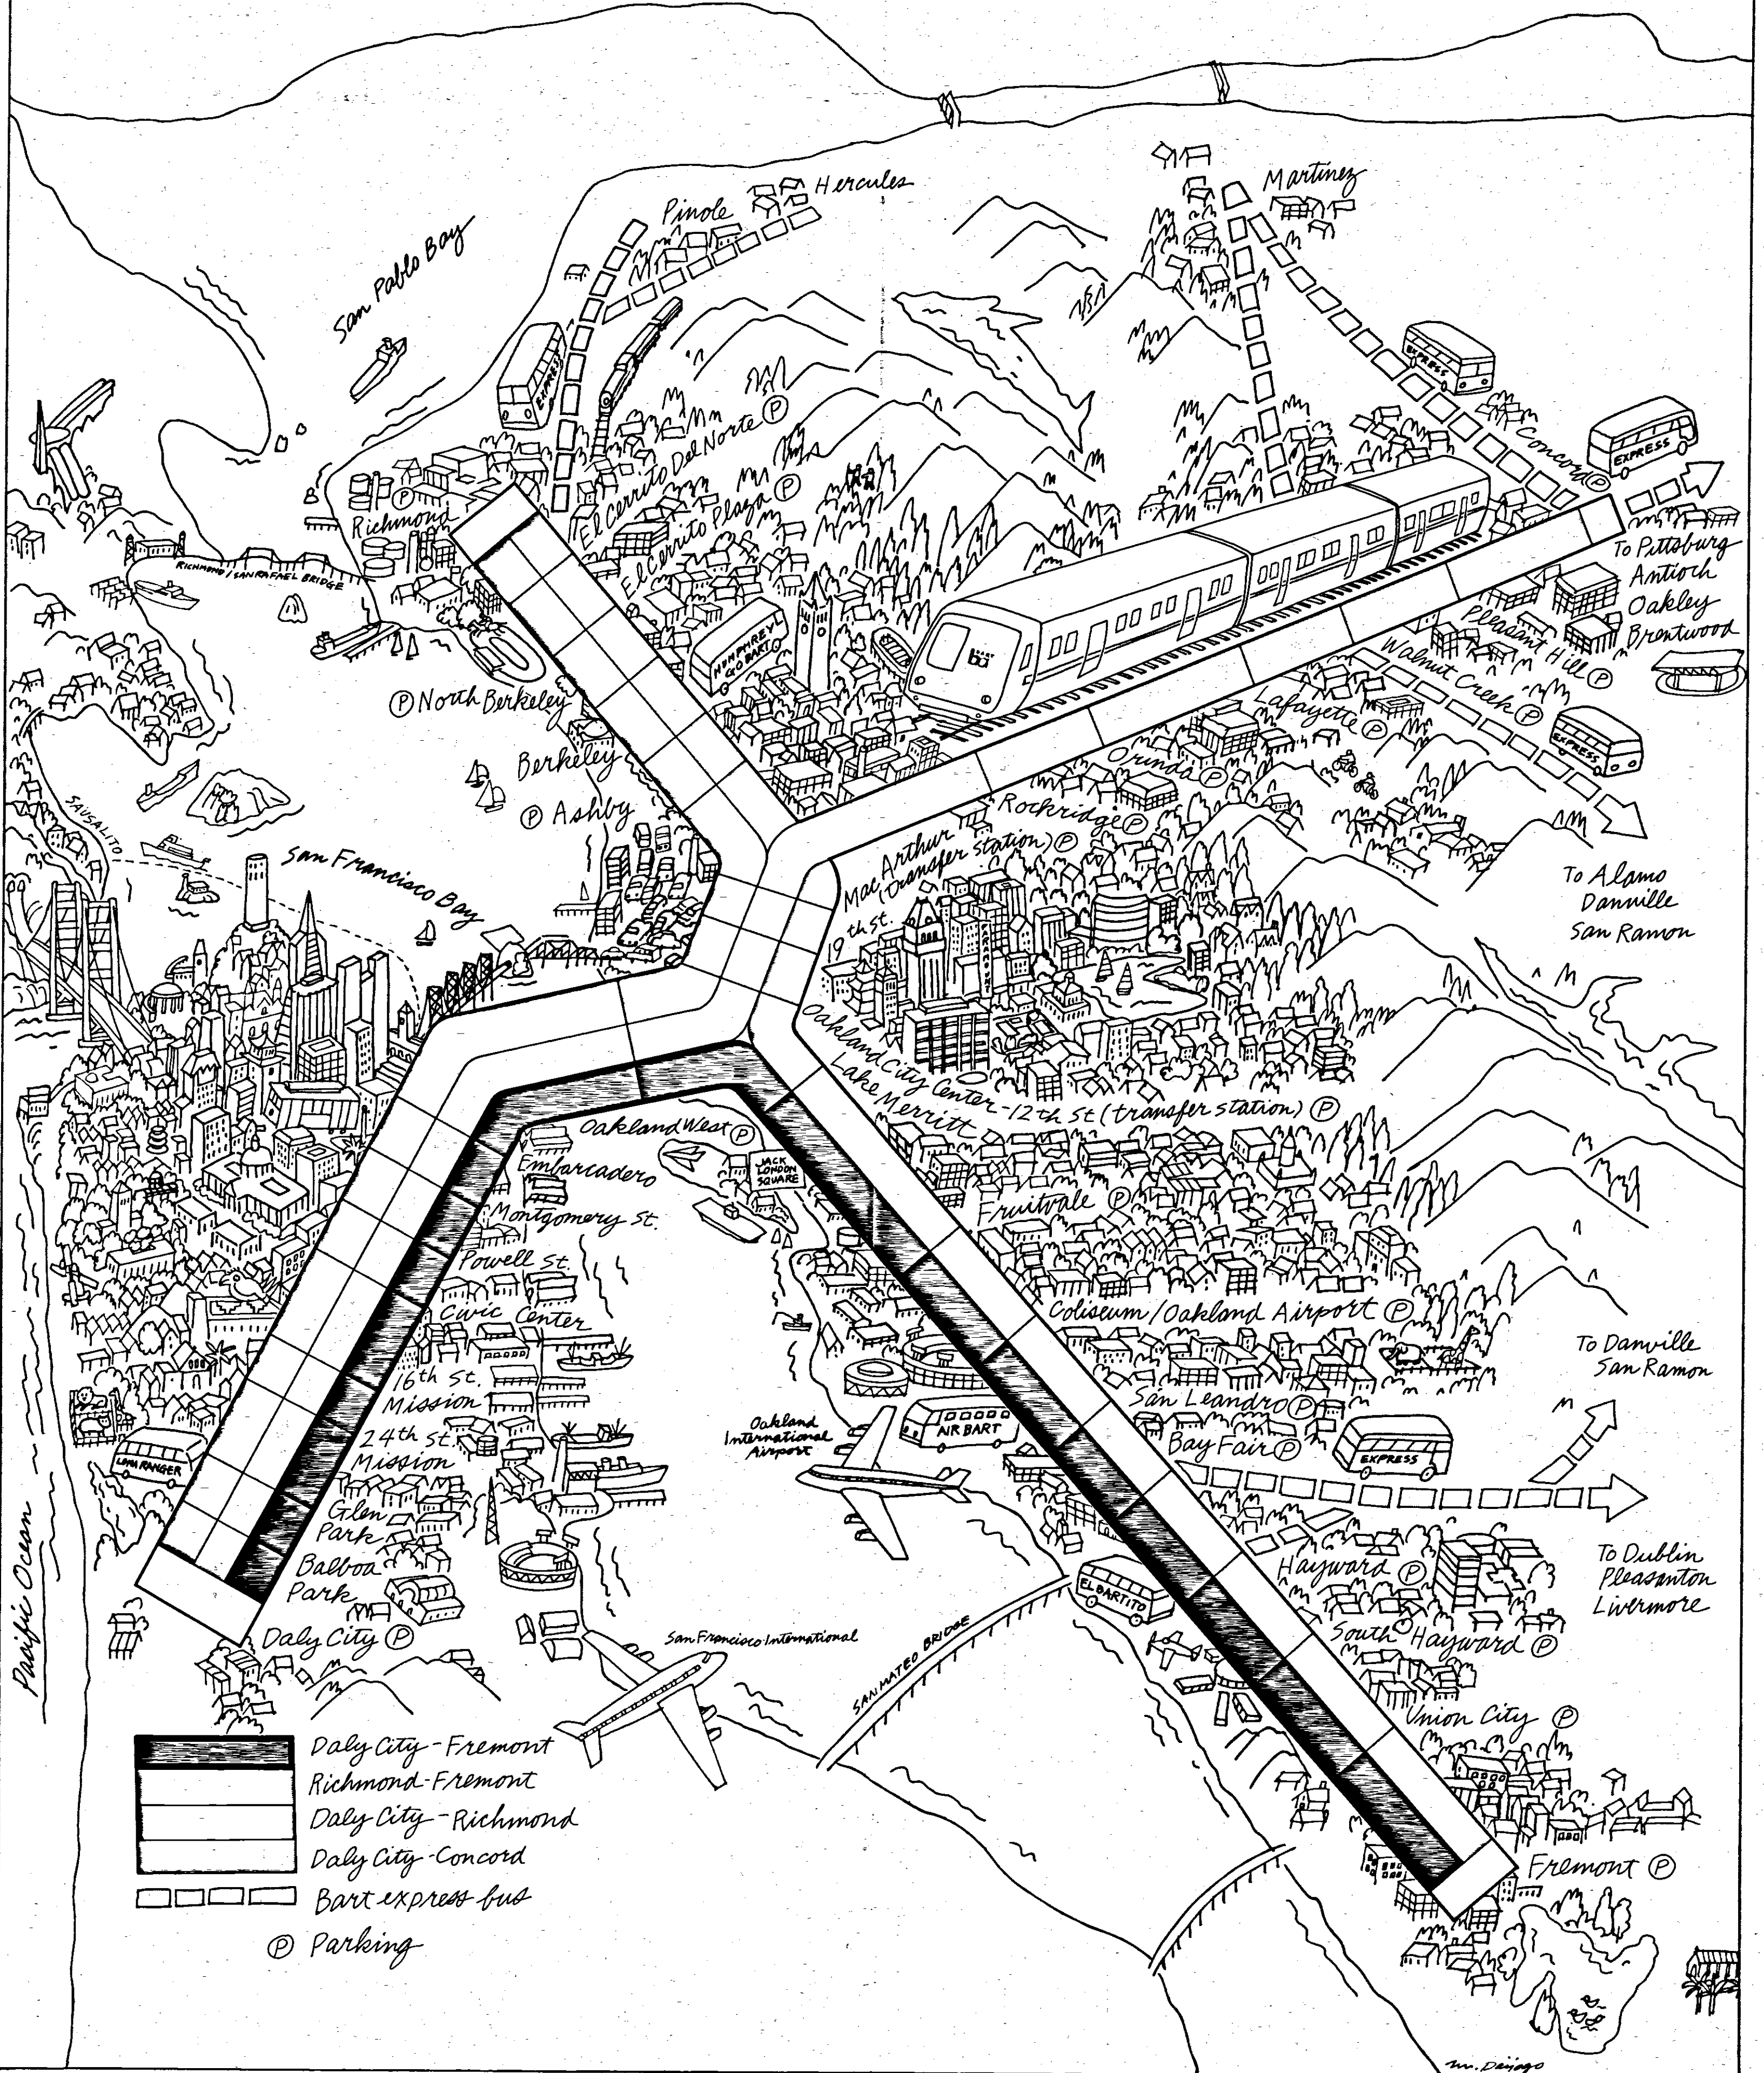 Hercules
Pinole
Martinez
San Pablo Bay
EXPRESS
EXPRESS
EXPRESS
Concord Ⓟ
El Cerrito Del Norte Ⓟ
El Cerrito Plaza Ⓟ
Ⓟ
Richmond
RICHMOND/SAN RAFAEL BRIDGE
To Pittsburg
Antioch
Oakley
Brentwood
Pleasant Hill Ⓟ
Walnut Creek Ⓟ
EXPRESS
Lafayette Ⓟ
Orinda Ⓟ
Rockridge Ⓟ
HUMPHREY
GO BART
ba
Ⓟ North Berkeley
Berkeley
Ⓟ Ashby
SAUSALITO
San Francisco Bay
MacArthur
(transfer station) Ⓟ
19th St.
To Alamo
Danville
San Ramon
Oakland City Center-12th St (transfer station) Ⓟ
Lake Merritt
Oakland West Ⓟ
JACK
LONDON
SQUARE
Embarcadero
Montgomery St.
Powell St.
Civic Center
16th St.
Mission
24th St.
Mission
Glen
Park
Balboa
Park
Daly City Ⓟ
Fruitvale Ⓟ
Coliseum/Oakland Airport Ⓟ
San Leandro Ⓟ
Bay Fair Ⓟ
EXPRESS
To Danville
San Ramon
Oakland
International
Airport
AIR BART
LOMA RANGER
Pacific Ocean
Hayward Ⓟ
To Dublin
Pleasanton
Livermore
South Hayward Ⓟ
EL BARTITO
SAN MATEO BRIDGE
San Francisco International
Union City Ⓟ
Fremont Ⓟ
Daly City-Fremont
Richmond-Fremont
Daly City-Richmond
Daly City-Concord
Bart express bus
Ⓟ Parking